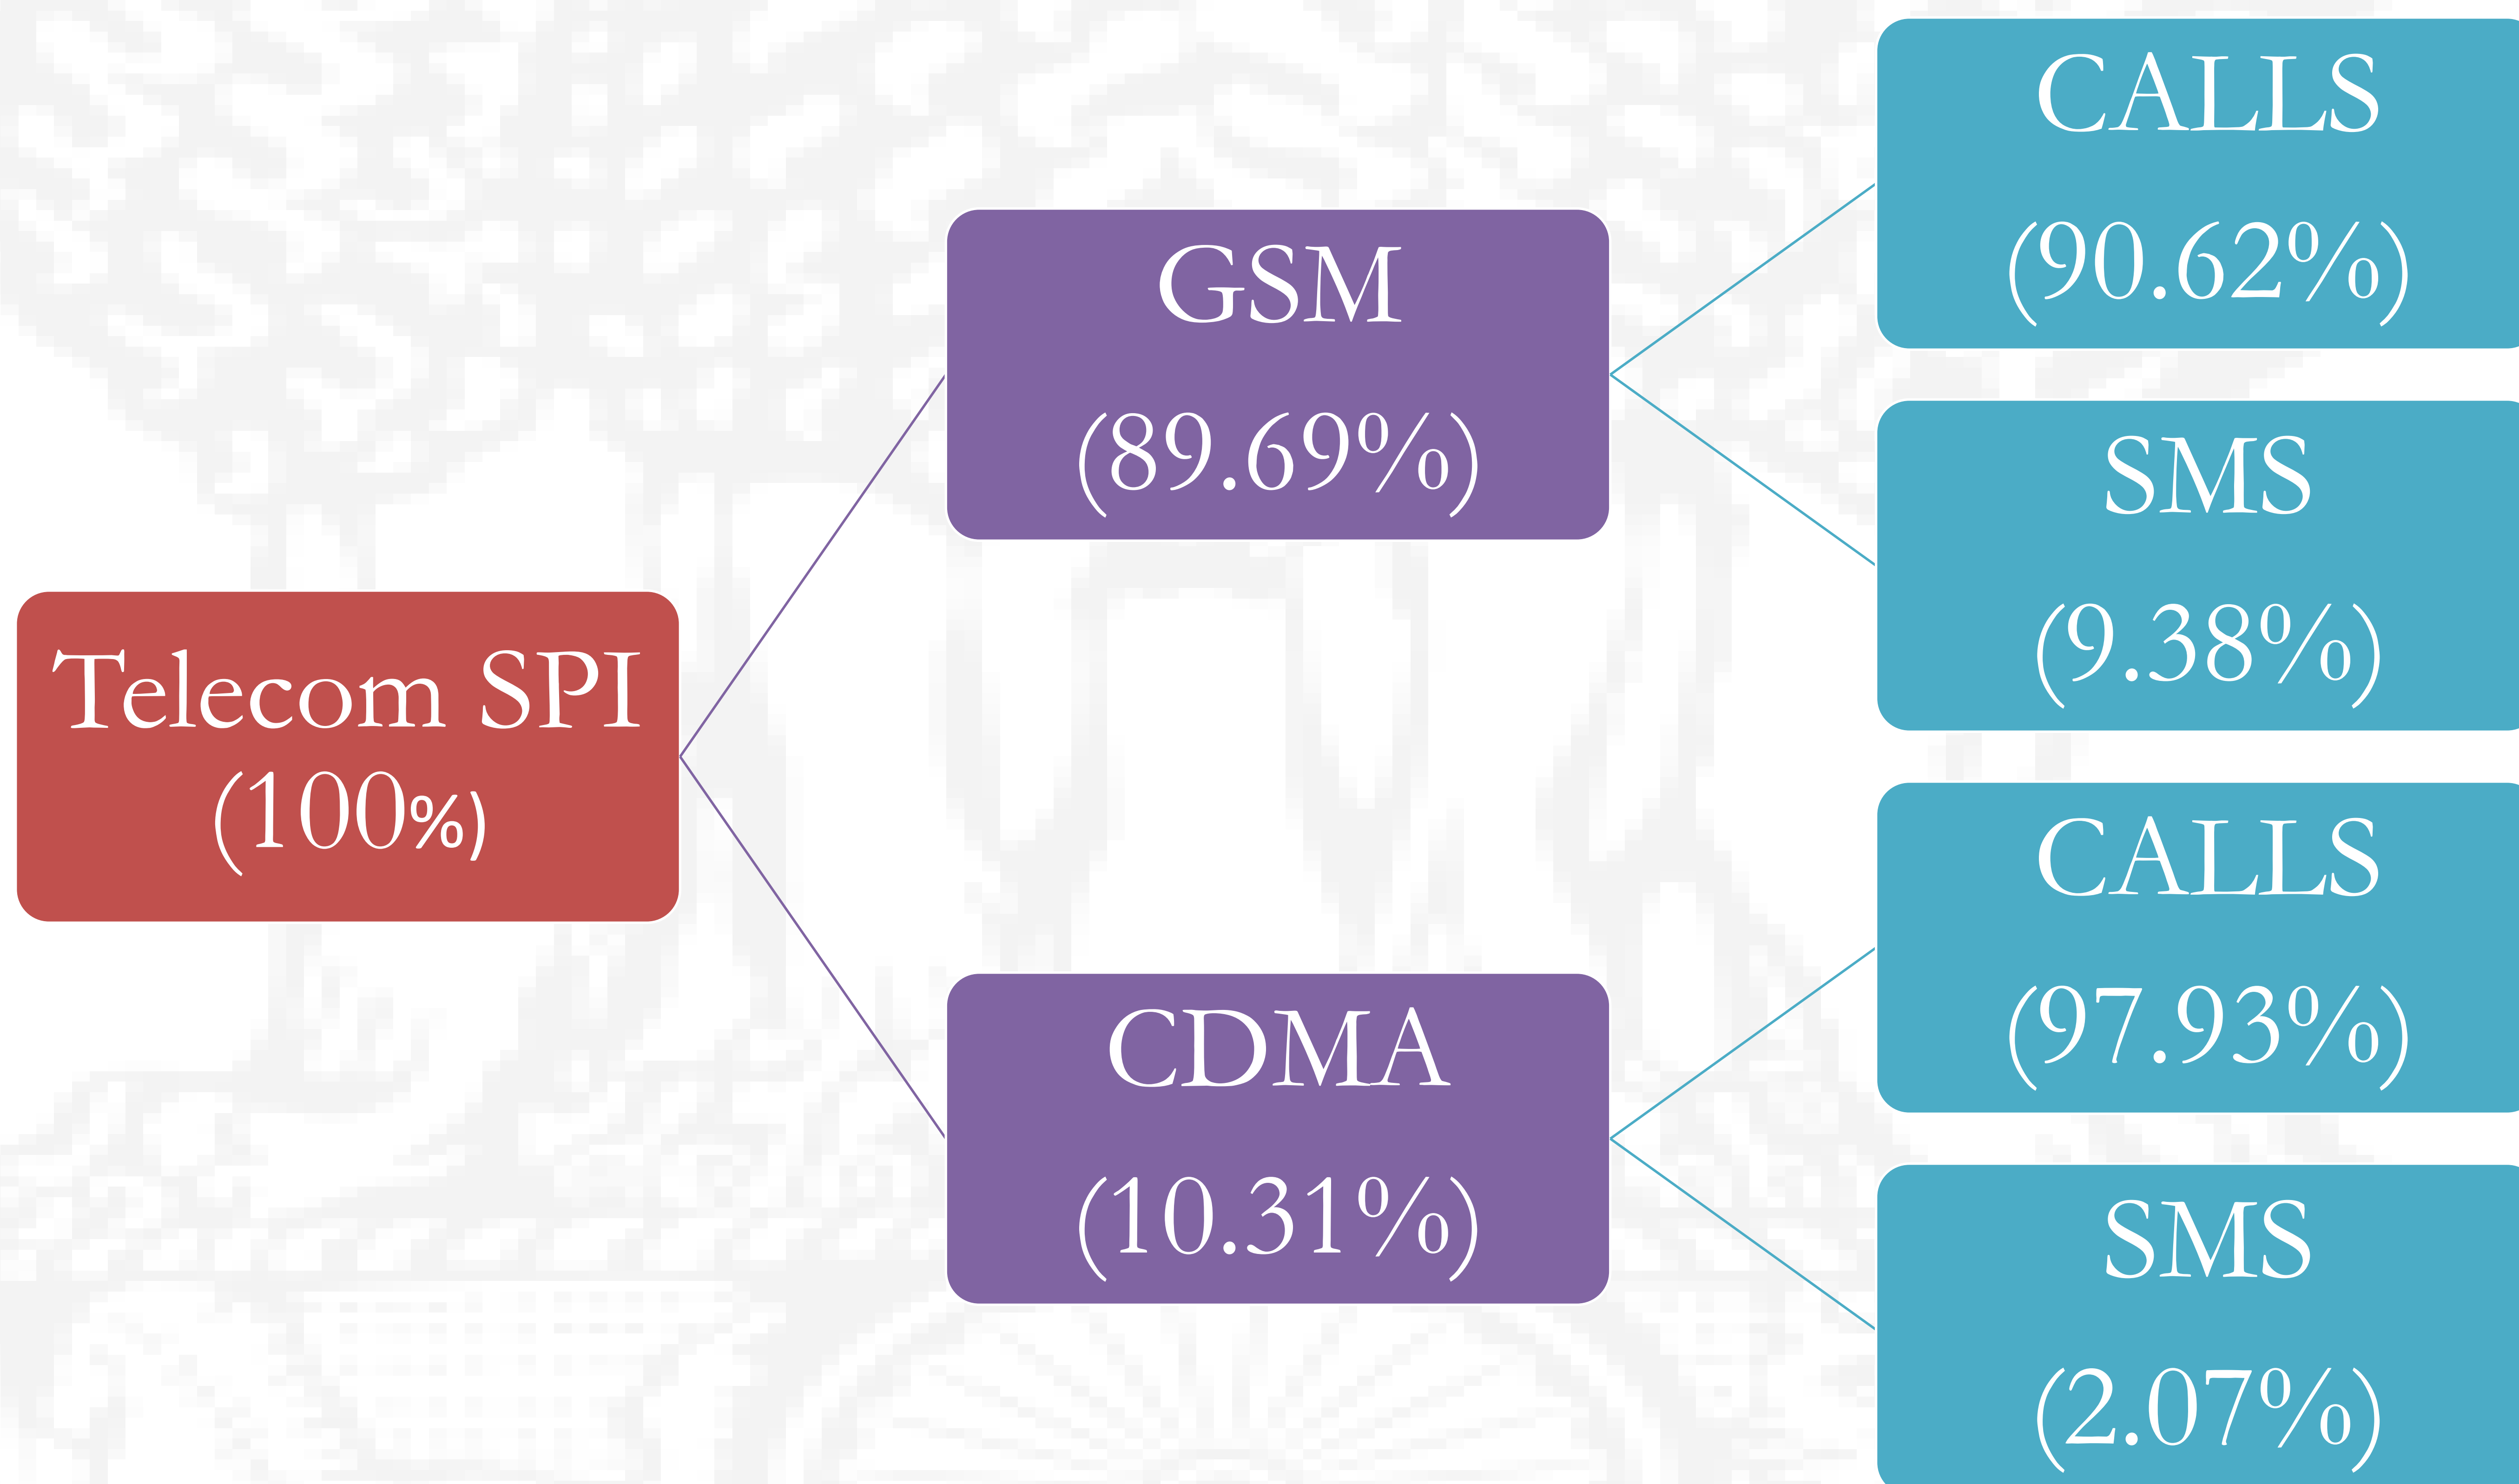 Telecom SPI
(100%)
GSM
(89.69%)
CALLS
(90.62%)
SMS
(9.38%)
CDMA
(10.31%)
CALLS
(97.93%)
SMS
(2.07%)